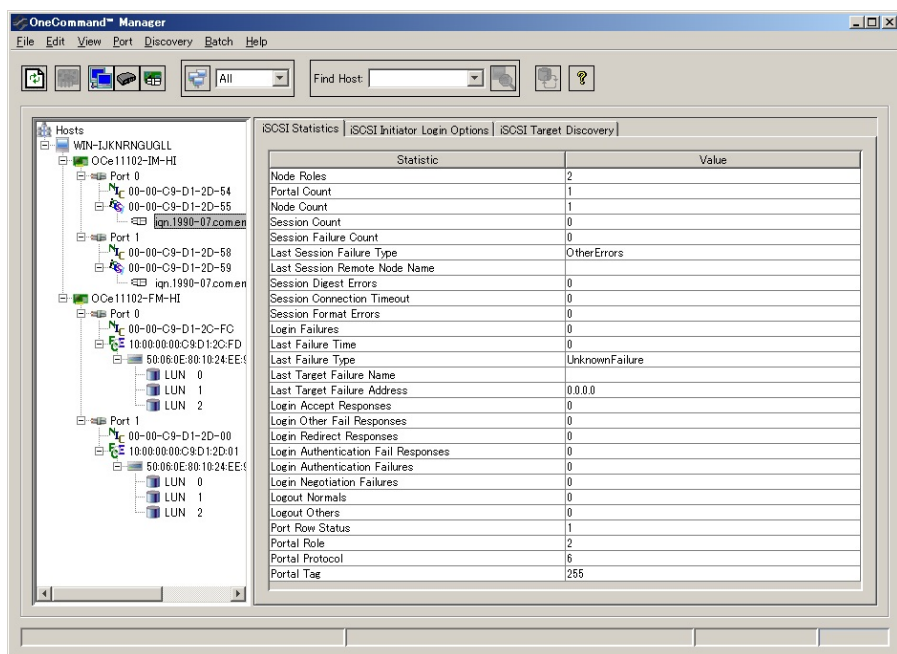 OneCommand™ Manager
File Edit View Port Discovery Batch Help
All
Find Host:
Hosts
WIN-IJKNRNGUGLL
OCe11102-IM-HI
Port 0
00-00-C9-D1-2D-54
00-00-C9-D1-2D-55
iqn.1990-07.com.em
Port 1
00-00-C9-D1-2D-58
00-00-C9-D1-2D-59
iqn.1990-07.com.em
OCe11102-FM-HI
Port 0
00-00-C9-D1-2C-FC
10:00:00:00:C9:D1:2C:FD
50:06:0E:80:10:24:EE:9
LUN 0
LUN 1
LUN 2
Port 1
00-00-C9-D1-2D-00
10:00:00:00:C9:D1:2D:01
50:06:0E:80:10:24:EE:9
LUN 0
LUN 1
LUN 2
iSCSI Statistics iSCSI Initiator Login Options iSCSI Target Discovery
Statistic Value
Node Roles 2
Portal Count 1
Node Count 1
Session Count 0
Session Failure Count 0
Last Session Failure Type OtherErrors
Last Session Remote Node Name
Session Digest Errors 0
Session Connection Timeout 0
Session Format Errors 0
Login Failures 0
Last Failure Time 0
Last Failure Type UnknownFailure
Last Target Failure Name
Last Target Failure Address 0.0.0.0
Login Accept Responses 0
Login Other Fail Responses 0
Login Redirect Responses 0
Login Authentication Fail Responses 0
Login Authentication Failures 0
Login Negotiation Failures 0
Logout Normals 0
Logout Others 0
Port Row Status 1
Portal Role 2
Portal Protocol 6
Portal Tag 255